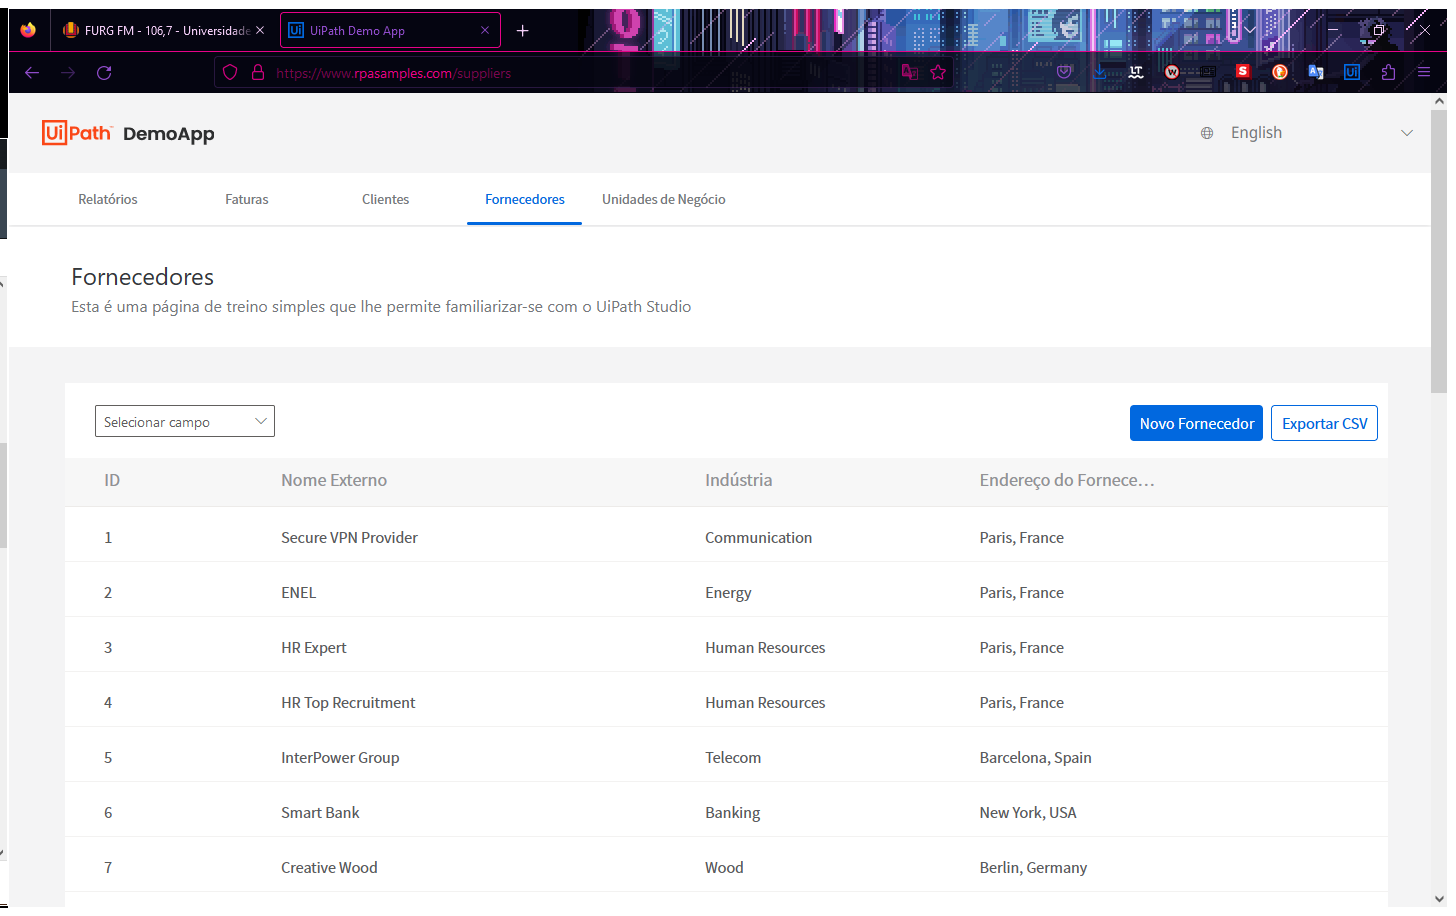 FURG FM - 106,7 - Universidade
UiPath Demo App
https://www.rpasamples.com/suppliers
UiPath DemoApp
English
Relatórios Faturas Clientes Fornecedores Unidades de Negócio
Fornecedores
Esta é uma página de treino simples que lhe permite familiarizar-se com o UiPath Studio
Selecionar campo
Novo Fornecedor
Exportar CSV
ID Nome Externo Indústria Endereço do Fornece...
1 Secure VPN Provider Communication Paris, France
2 ENEL Energy Paris, France
3 HR Expert Human Resources Paris, France
4 HR Top Recruitment Human Resources Paris, France
5 InterPower Group Telecom Barcelona, Spain
6 Smart Bank Banking New York, USA
7 Creative Wood Wood Berlin, Germany